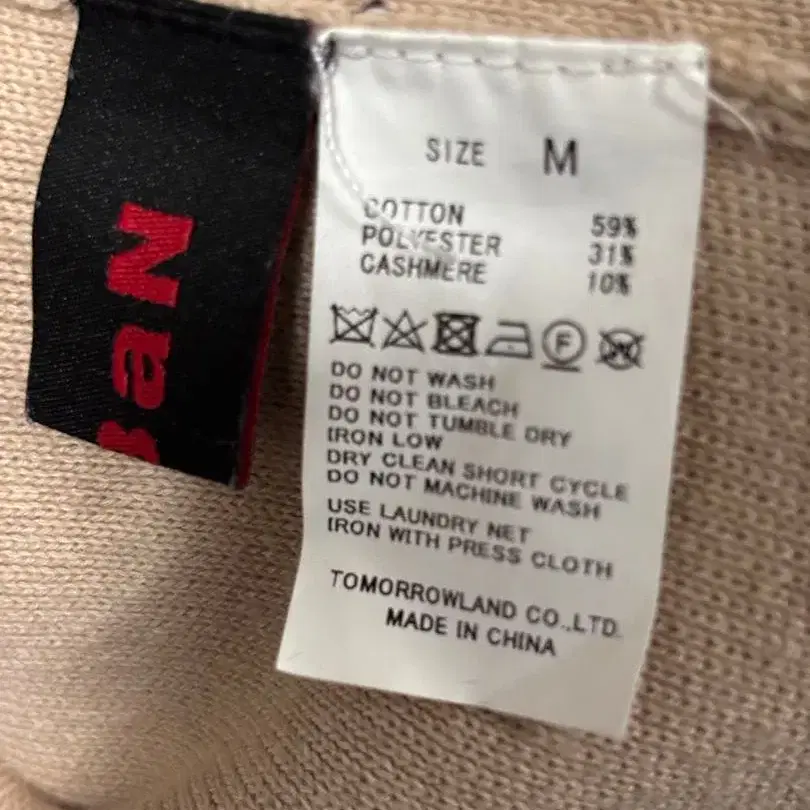 SIZE M
COTTON 59%
POLYESTER 31%
CASHMERE 10%
F
DO NOT WASH
DO NOT BLEACH
DO NOT TUMBLE DRY
IRON LOW
DRY CLEAN SHORT CYCLE
DO NOT MACHINE WASH
USE LAUNDRY NET
IRON WITH PRESS CLOTH
TOMORROWLAND CO.,LTD.
MADE IN CHINA